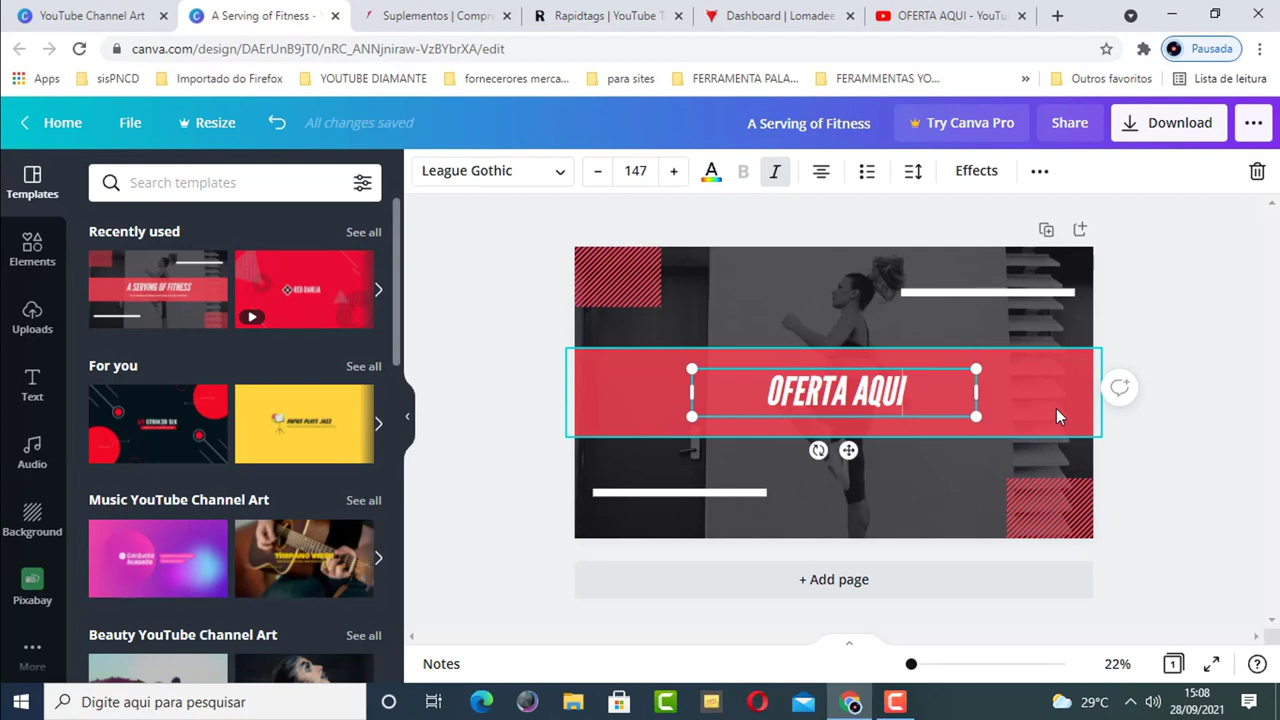 YouTube Channel Art
A Serving of Fitness -
Suplementos | Compr
Rapidtags | YouTube T
Dashboard | Lomadee
OFERTA AQUI - YouTu
canva.com/design/DAErUnB9jT0/nRC_ANNjniraw-VzBYbrXA/edit
Pausada
Apps
sisPNCD
Importado do Firefox
YOUTUBE DIAMANTE
fornecerores merca...
para sites
FERRAMENTA PALA...
FERAMMENTAS YO...
»
Outros favoritos
Lista de leitura
Home
File
Resize
All changes saved
A Serving of Fitness
Try Canva Pro
Share
Download
Templates
Elements
Uploads
Text
Audio
Background
Pixabay
More
Search templates
League Gothic
– 147 +
A B I
Effects
Recently used
See all
A SERVING OF FITNESS
RED DAHLIA
For you
See all
STRIKER SIX
Music YouTube Channel Art
See all
Beauty YouTube Channel Art
See all
OFERTA AQUI
+ Add page
Notes
22%
1
Digite aqui para pesquisar
29°C
15:08
28/09/2021